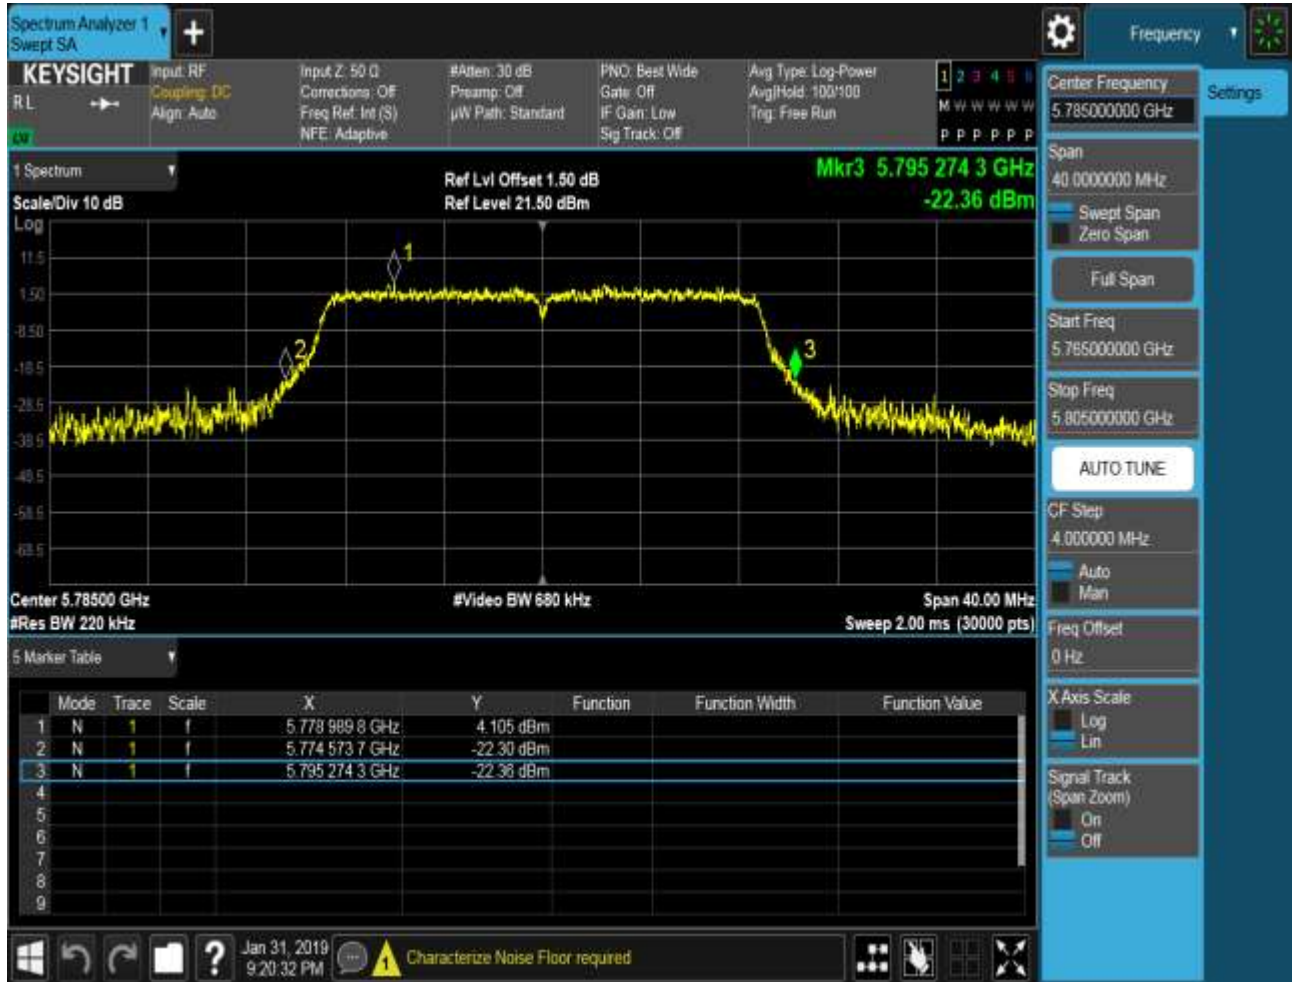 Spectrum Analyzer 1
Swept SA
+
Frequency
KEYSIGHT
RL
Input: RF
Coupling: DC
Align: Auto
Input Z: 50 Ω
Corrections: Off
Freq Ref: Int (S)
NFE: Adaptive
#Atten: 30 dB
Preamp: Off
µW Path: Standard
PNO: Best Wide
Gate: Off
IF Gain: Low
Sig Track: Off
Avg Type: Log-Power
Avg|Hold: 100/100
Trig: Free Run
1 2 3 4 5 6
M W W W W W
P P P P P P
1 Spectrum
Scale/Div 10 dB
Ref Lvl Offset 1.50 dB
Ref Level 21.50 dBm
Mkr3 5.795 274 3 GHz
-22.36 dBm
Log
11.5
1.50
-8.50
-18.5
-28.5
-38.5
-48.5
-58.5
-68.5
1
2
3
Center 5.78500 GHz
#Res BW 220 kHz
#Video BW 680 kHz
Span 40.00 MHz
Sweep 2.00 ms (30000 pts)
5 Marker Table
Mode Trace Scale X Y Function Function Width Function Value
1 N 1 f 5.778 989 8 GHz 4.105 dBm
2 N 1 f 5.774 573 7 GHz -22.30 dBm
3 N 1 f 5.795 274 3 GHz -22.36 dBm
4
5
6
7
8
9
Center Frequency
5.785000000 GHz
Settings
Span
40.0000000 MHz
Swept Span
Zero Span
Full Span
Start Freq
5.765000000 GHz
Stop Freq
5.805000000 GHz
AUTO TUNE
CF Step
4.000000 MHz
Auto
Man
Freq Offset
0 Hz
X Axis Scale
Log
Lin
Signal Track
(Span Zoom)
On
Off
?
Jan 31, 2019
9:20:32 PM
1
Characterize Noise Floor required